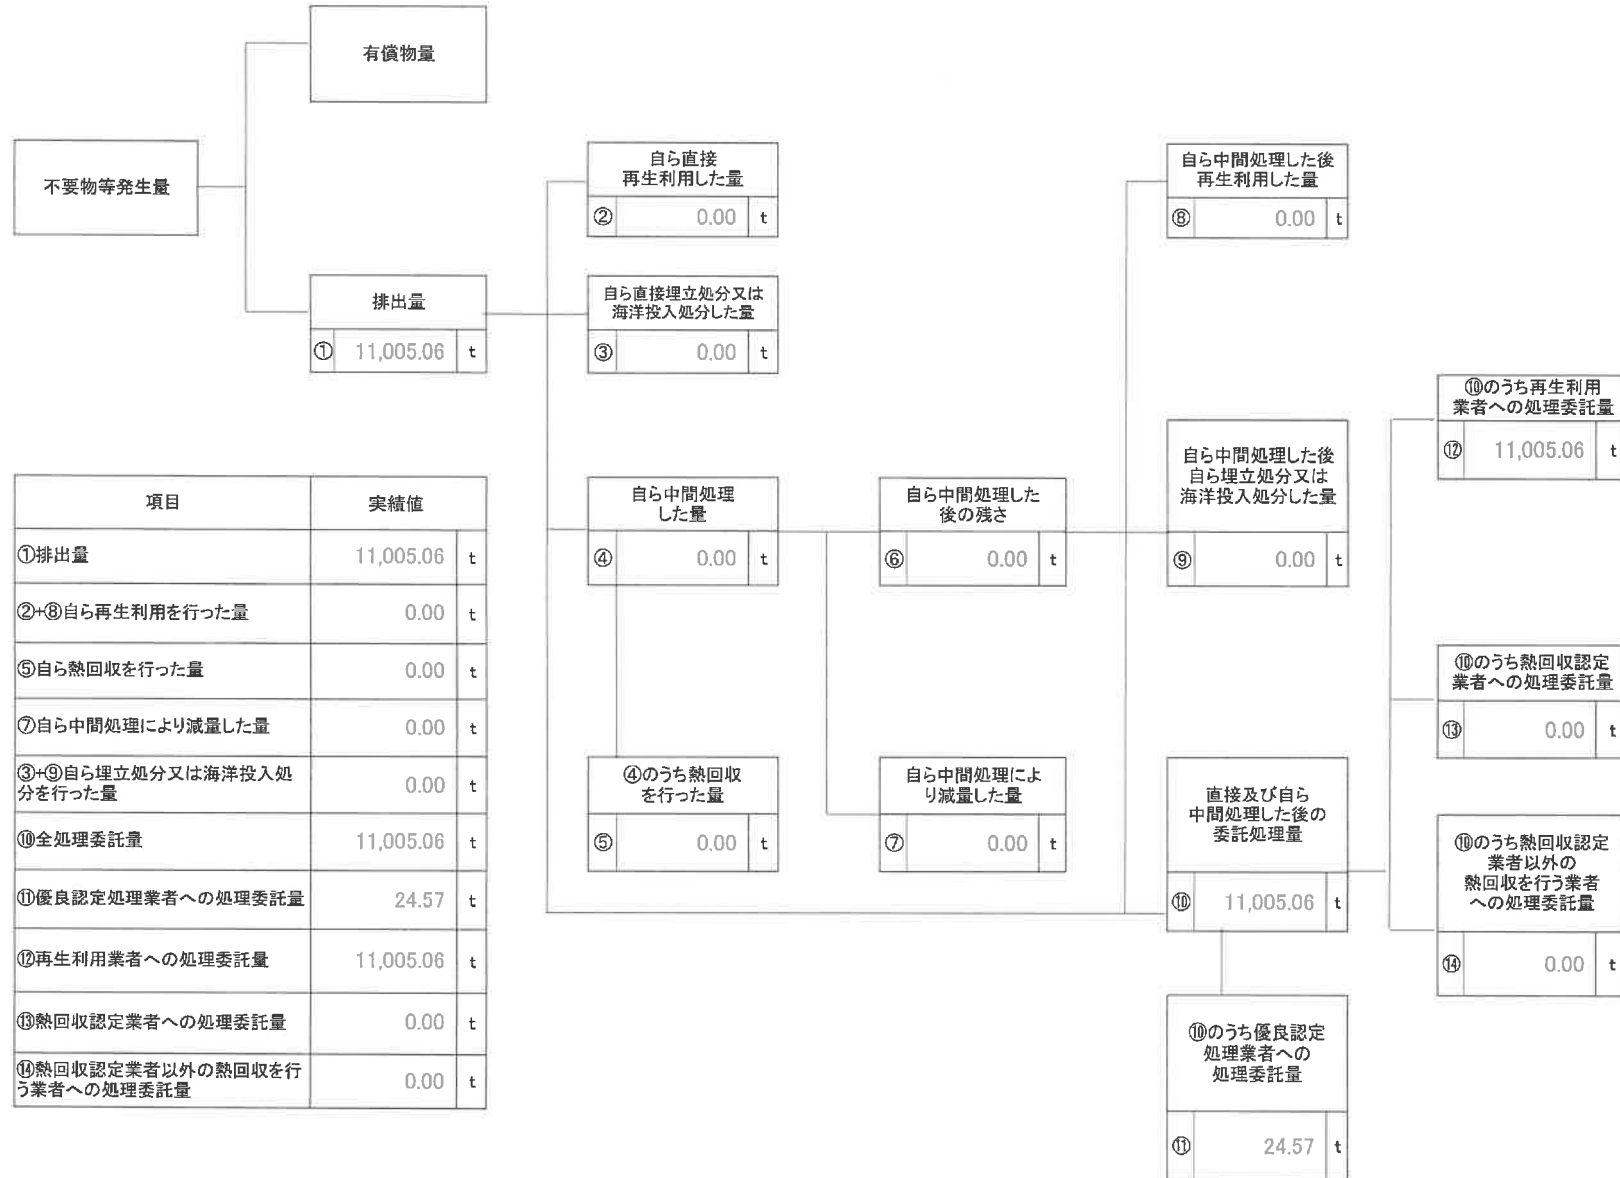 有償物量
不要物等発生量
排出量
① 11,005.06 t
自ら直接
再生利用した量
② 0.00 t
自ら直接埋立処分又は
海洋投入処分した量
③ 0.00 t
自ら中間処理
した量
④ 0.00 t
④のうち熱回収
を行った量
⑤ 0.00 t
自ら中間処理した
後の残さ
⑥ 0.00 t
自ら中間処理によ
り減量した量
⑦ 0.00 t
自ら中間処理した後
再生利用した量
⑧ 0.00 t
自ら中間処理した後
自ら埋立処分又は
海洋投入処分した量
⑨ 0.00 t
直接及び自ら
中間処理した後の
委託処理量
⑩ 11,005.06 t
⑩のうち優良認定
処理業者への
処理委託量
⑪ 24.57 t
⑩のうち再生利用
業者への処理委託量
⑫ 11,005.06 t
⑩のうち熱回収認定
業者への処理委託量
⑬ 0.00 t
⑩のうち熱回収認定
業者以外の
熱回収を行う業者
への処理委託量
⑭ 0.00 t
項目 実績値
①排出量 11,005.06 t
②+⑧自ら再生利用を行った量 0.00 t
⑤自ら熱回収を行った量 0.00 t
⑦自ら中間処理により減量した量 0.00 t
③+⑨自ら埋立処分又は海洋投入処
分を行った量 0.00 t
⑩全処理委託量 11,005.06 t
⑪優良認定処理業者への処理委託量 24.57 t
⑫再生利用業者への処理委託量 11,005.06 t
⑬熱回収認定業者への処理委託量 0.00 t
⑭熱回収認定業者以外の熱回収を行
う業者への処理委託量 0.00 t